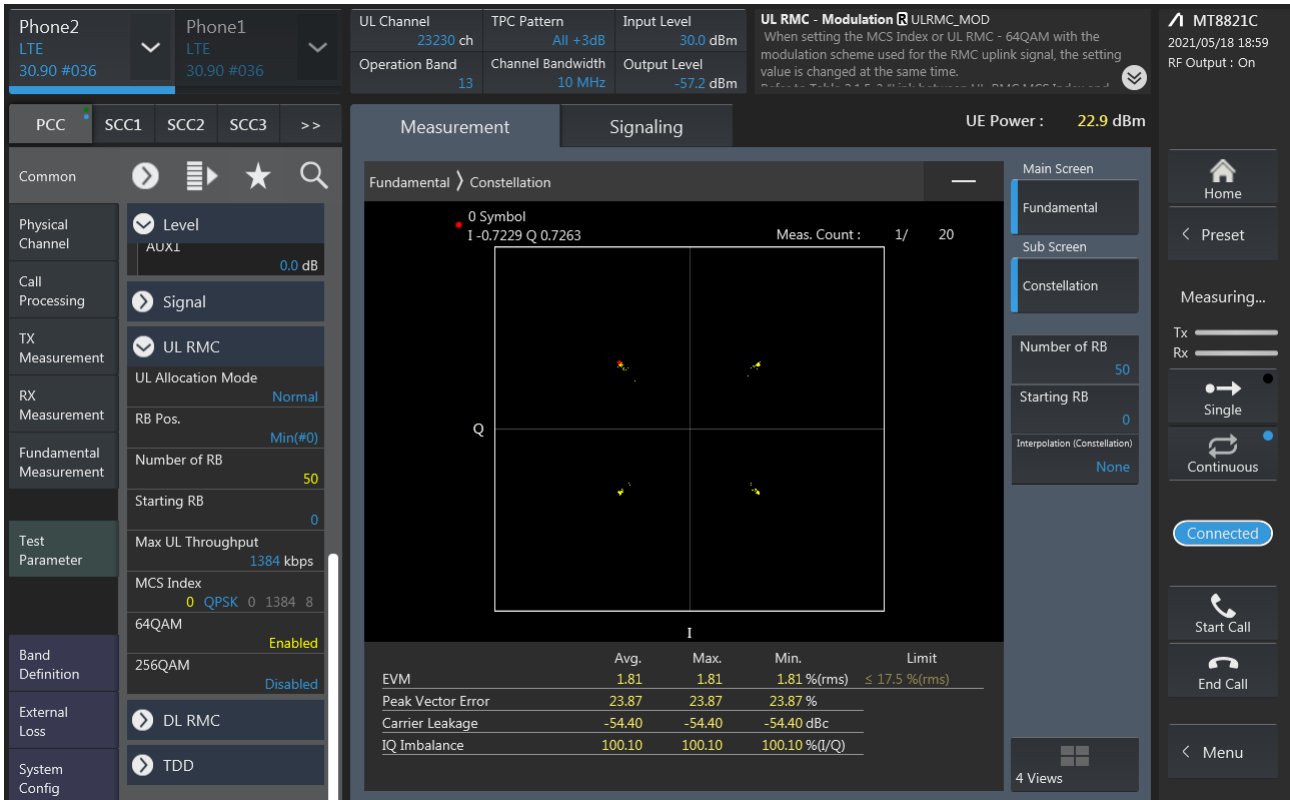 Phone2
LTE
30.90 #036
Phone1
LTE
30.90 #036
UL Channel
23230 ch
TPC Pattern
All +3dB
Input Level
30.0 dBm
Operation Band
13
Channel Bandwidth
10 MHz
Output Level
-57.2 dBm
UL RMC - Modulation R ULRMC_MOD
When setting the MCS Index or UL RMC - 64QAM with the
modulation scheme used for the RMC uplink signal, the setting
value is changed at the same time.
MT8821C
2021/05/18 18:59
RF Output : On
PCC SCC1 SCC2 SCC3 >>
Measurement
Signaling
UE Power : 22.9 dBm
Common
Physical
Channel
Call
Processing
TX
Measurement
RX
Measurement
Fundamental
Measurement
Test
Parameter
Band
Definition
External
Loss
System
Config
Level
AUX1
0.0 dB
Signal
UL RMC
UL Allocation Mode
Normal
RB Pos.
Min(#0)
Number of RB
50
Starting RB
0
Max UL Throughput
1384 kbps
MCS Index
0 QPSK 0 1384 8
64QAM
Enabled
256QAM
Disabled
DL RMC
TDD
Fundamental 〉 Constellation
0 Symbol
I -0.7229 Q 0.7263
Meas. Count : 1/ 20
Q
I
Avg. Max. Min. Limit
EVM 1.81 1.81 1.81 %(rms) ≤ 17.5 %(rms)
Peak Vector Error 23.87 23.87 23.87 %
Carrier Leakage -54.40 -54.40 -54.40 dBc
IQ Imbalance 100.10 100.10 100.10 %(I/Q)
Main Screen
Fundamental
Sub Screen
Constellation
Number of RB
50
Starting RB
0
Interpolation (Constellation)
None
4 Views
Home
< Preset
Measuring...
Tx
Rx
Single
Continuous
Connected
Start Call
End Call
< Menu